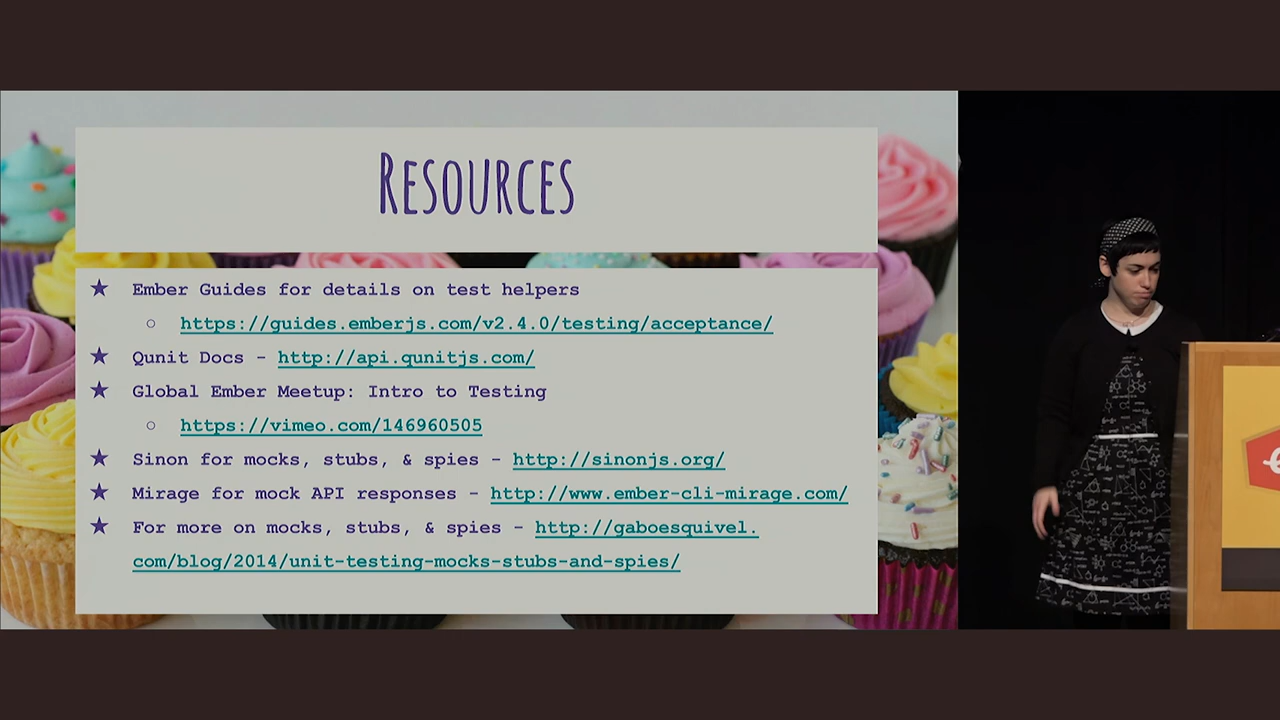 Resources
★ Ember Guides for details on test helpers
○ https://guides.emberjs.com/v2.4.0/testing/acceptance/
★ Qunit Docs - http://api.qunitjs.com/
★ Global Ember Meetup: Intro to Testing
○ https://vimeo.com/146960505
★ Sinon for mocks, stubs, & spies - http://sinonjs.org/
★ Mirage for mock API responses - http://www.ember-cli-mirage.com/
★ For more on mocks, stubs, & spies - http://gaboesquivel.
com/blog/2014/unit-testing-mocks-stubs-and-spies/